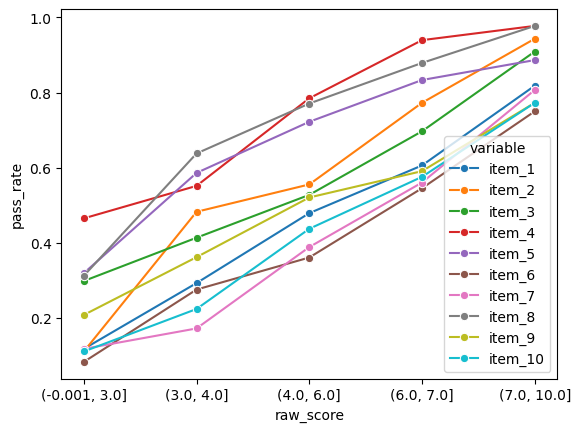 1.0
0.8
0.6
0.4
0.2
pass_rate
(-0.001, 3.0] (3.0, 4.0] (4.0, 6.0] (6.0, 7.0] (7.0, 10.0]
raw_score
variable
item_1
item_2
item_3
item_4
item_5
item_6
item_7
item_8
item_9
item_10